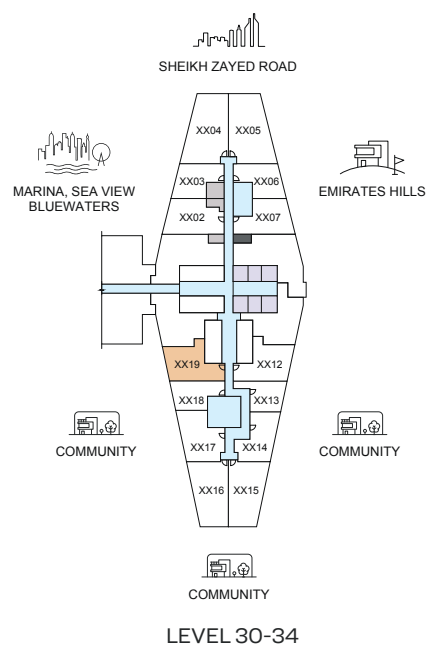 SHEIKH ZAYED ROAD
XX04 XX05
MARINA, SEA VIEW
BLUEWATERS
EMIRATES HILLS
XX03 XX06
XX02 XX07
XX19 XX12
XX18 XX13
COMMUNITY
COMMUNITY
XX17 XX14
XX16 XX15
COMMUNITY
LEVEL 30-34